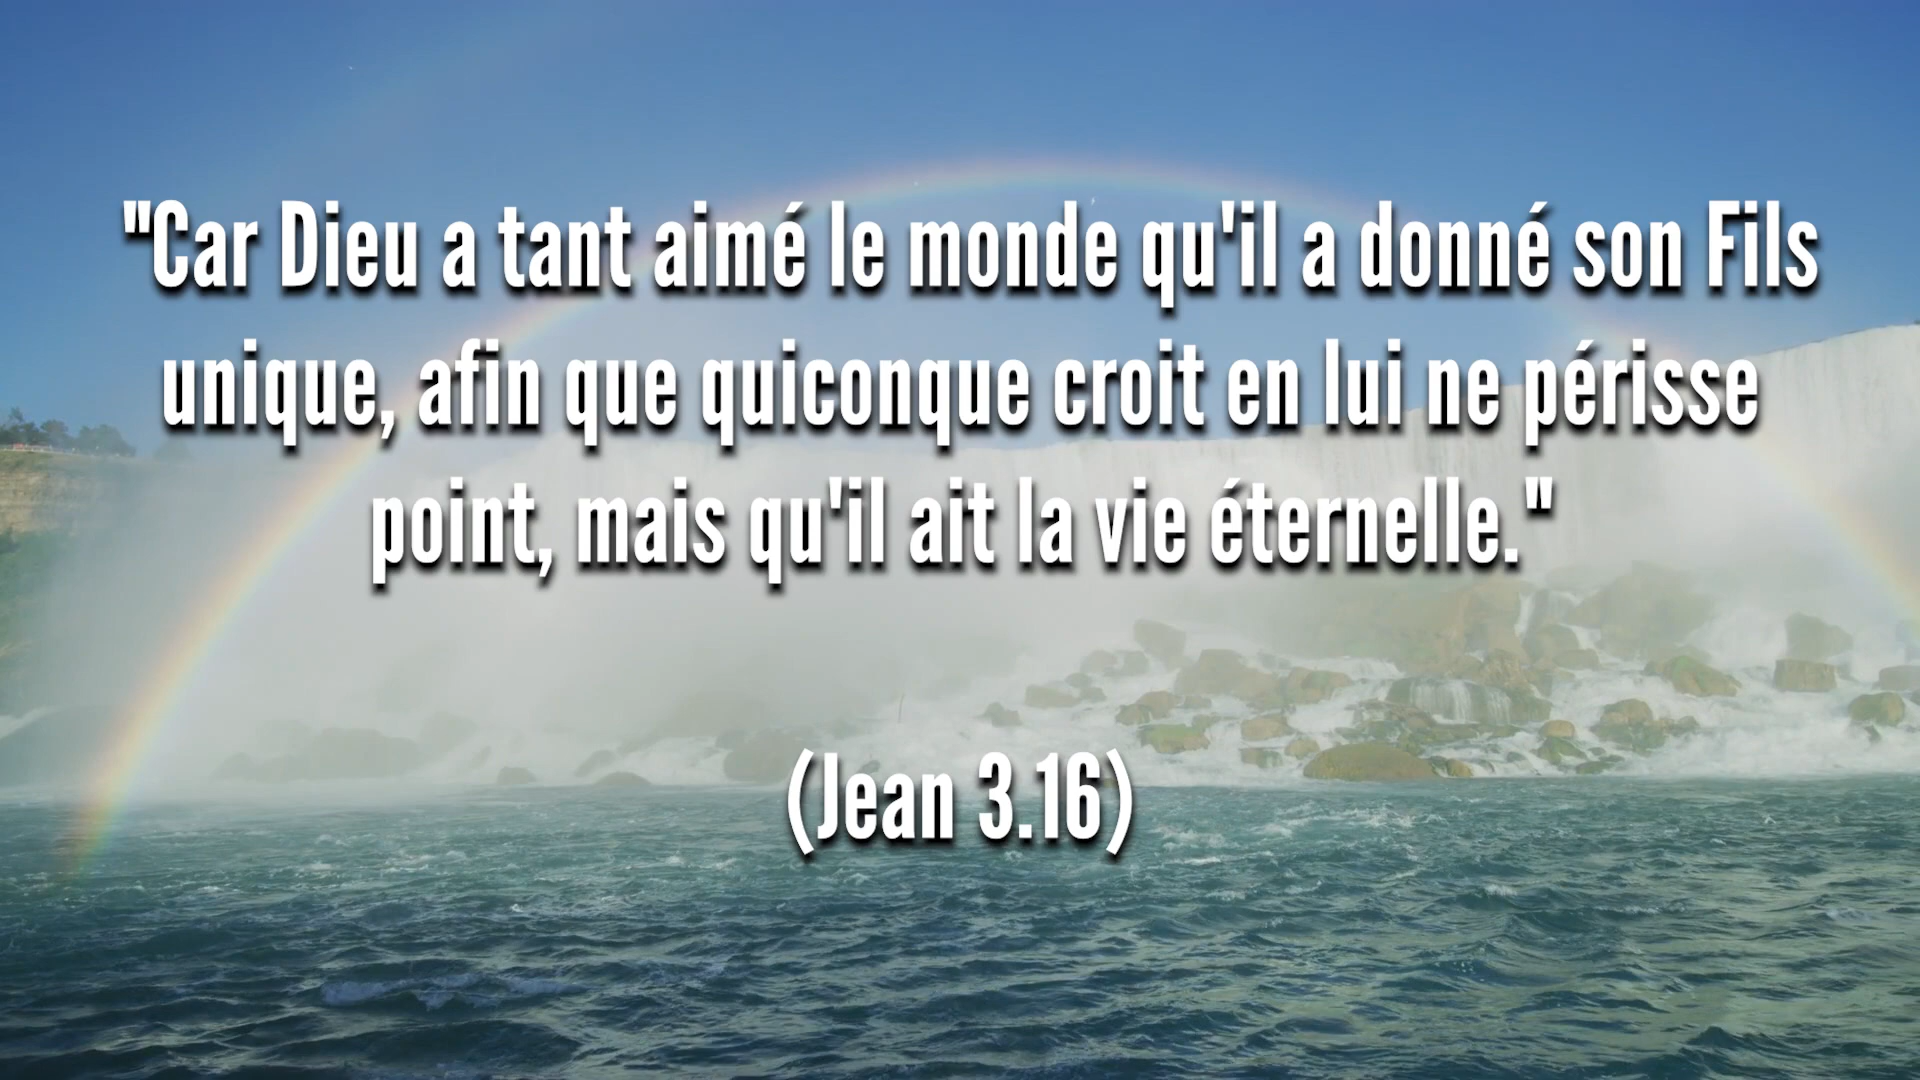 "Car Dieu a tant aimé le monde qu'il a donné son Fils
unique, afin que quiconque croit en lui ne périsse
point, mais qu'il ait la vie éternelle."
(Jean 3.16)